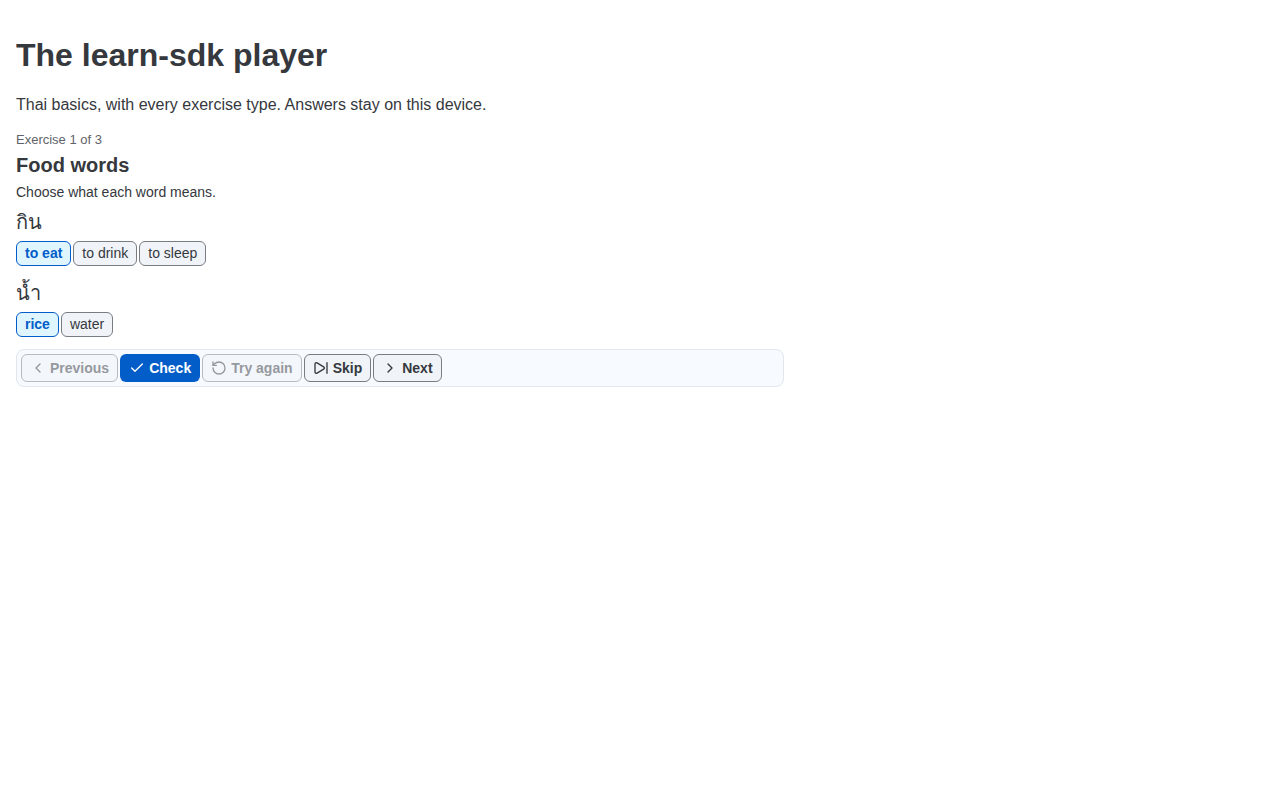 The learn-sdk player
Thai basics, with every exercise type. Answers stay on this device.
Exercise 1 of 3
Food words
Choose what each word means.
กิน
to eat to drink to sleep
น้ำ
rice water
Previous Check Try again Skip Next